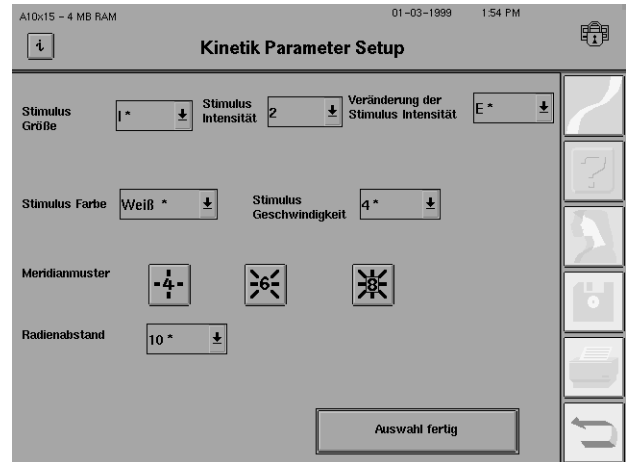 A10x15 – 4 MB RAM 01-03-1999 1:54 PM
i Kinetik Parameter Setup
Stimulus Größe I * Stimulus Intensität 2 Veränderung der Stimulus Intensität E *
Stimulus Farbe Weiß * Stimulus Geschwindigkeit 4 *
Meridianmuster -4- 6 8
Radienabstand 10 *
Auswahl fertig
?